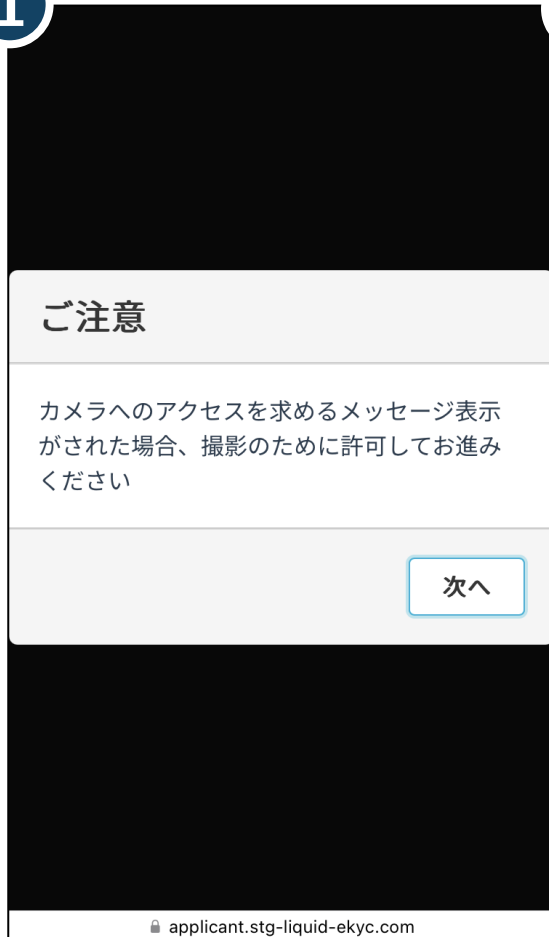 1
ご注意
カメラへのアクセスを求めるメッセージ表示
がされた場合、撮影のために許可してお進み
ください
次へ
applicant.stg-liquid-ekyc.com